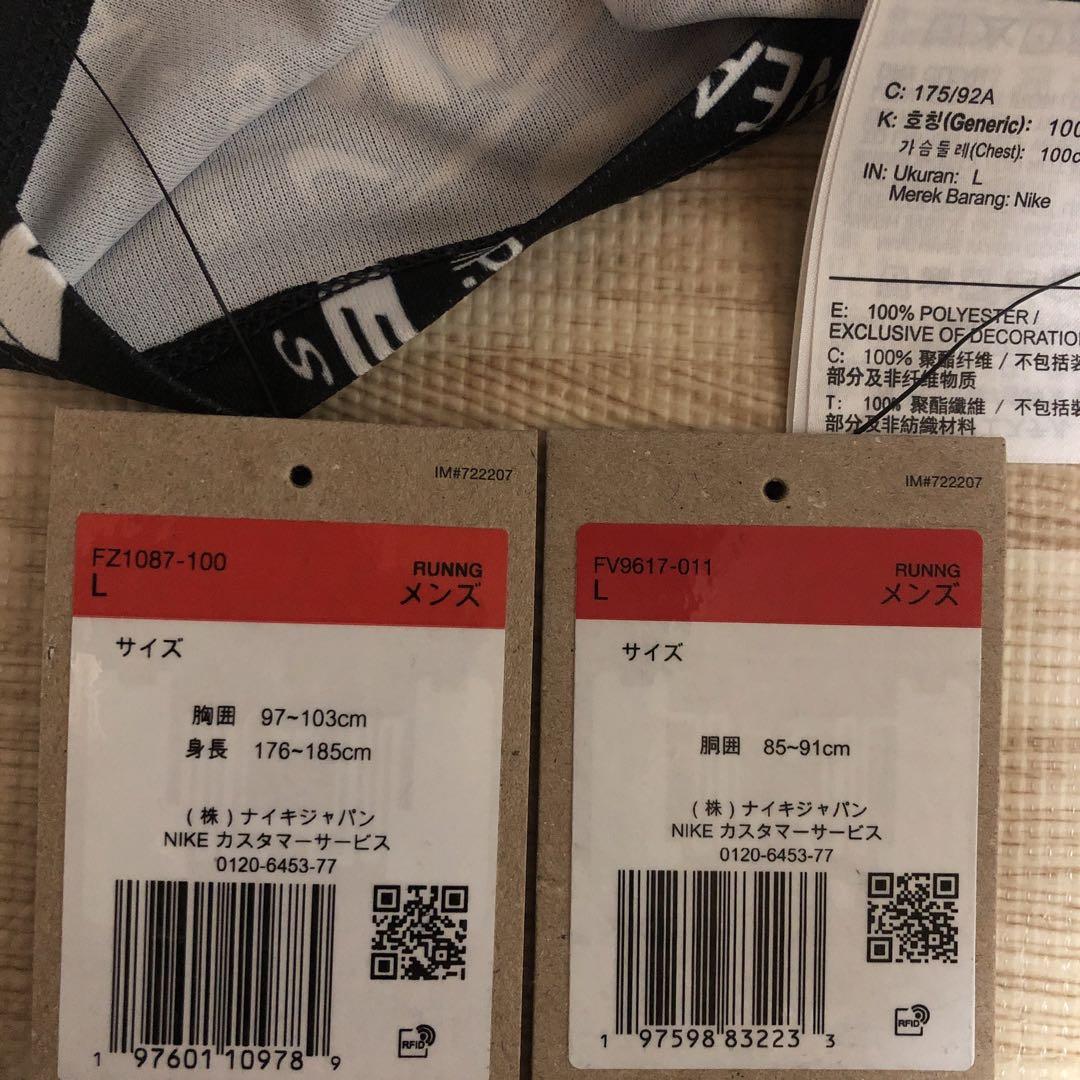 C: 175/92A
K: 호칭(Generic): 100
가슴둘레(Chest): 100c
IN: Ukuran: L
Merek Barang: Nike
E: 100% POLYESTER /
EXCLUSIVE OF DECORATIO
C: 100% 聚酯纤维 / 不包括装
部分及非纤维物质
T: 100% 聚酯纖維 / 不包括裝
部分及非紡織材料
IM#722207
FZ1087-100
L
RUNNG
メンズ
サイズ
胸囲 97~103cm
身長 176~185cm
(株)ナイキジャパン
NIKE カスタマーサービス
0120-6453-77
RFID
1 97601 10978 9
IM#722207
FV9617-011
L
RUNNG
メンズ
サイズ
胴囲 85~91cm
(株)ナイキジャパン
NIKE カスタマーサービス
0120-6453-77
RFID
1 97598 83223 3